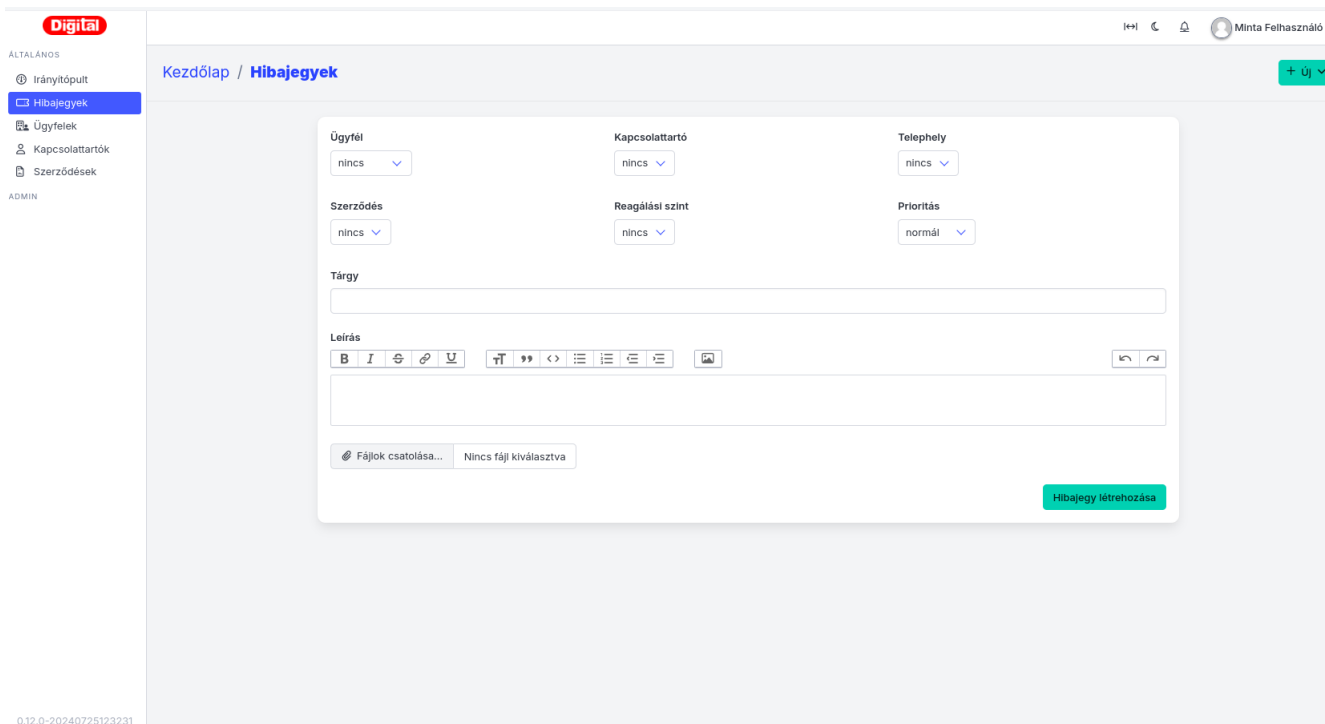 Digitál
Minta Felhasználó
ÁLTALÁNOS
Irányítópult
Hibajegyek
Ügyfelek
Kapcsolattartók
Szerződések
ADMIN
Kezdőlap / Hibajegyek
+ Új
Ügyfél Kapcsolattartó Telephely
nincs nincs nincs
Szerződés Reagálási szint Prioritás
nincs nincs normál
Tárgy
Leírás
Fájlok csatolása... Nincs fájl kiválasztva
Hibajegy létrehozása
0.12.0-20240725123231